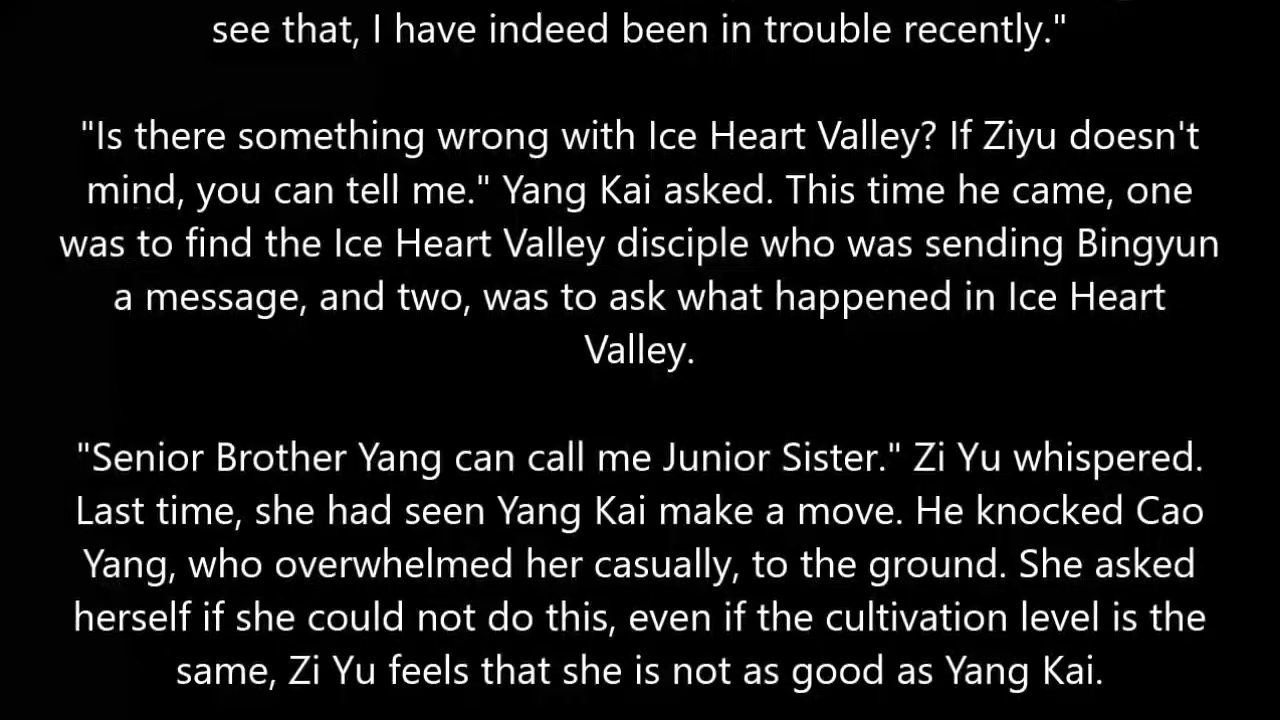 see that, I have indeed been in trouble recently."
"Is there something wrong with Ice Heart Valley? If Ziyu doesn't
mind, you can tell me." Yang Kai asked. This time he came, one
was to find the Ice Heart Valley disciple who was sending Bingyun
a message, and two, was to ask what happened in Ice Heart
Valley.
"Senior Brother Yang can call me Junior Sister." Zi Yu whispered.
Last time, she had seen Yang Kai make a move. He knocked Cao
Yang, who overwhelmed her casually, to the ground. She asked
herself if she could not do this, even if the cultivation level is the
same, Zi Yu feels that she is not as good as Yang Kai.